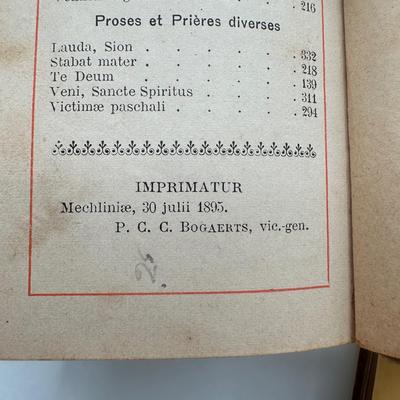 216
Proses et Prières diverses
Lauda, Sion . . . . . 332
Stabat mater . . . . . 218
Te Deum . . . . . 139
Veni, Sancte Spiritus . . . . 311
Victimæ paschali . . . . . 294
IMPRIMATUR
Mechliniæ, 30 julii 1895.
P. C. C. BOGAERTS, vic.-gen.